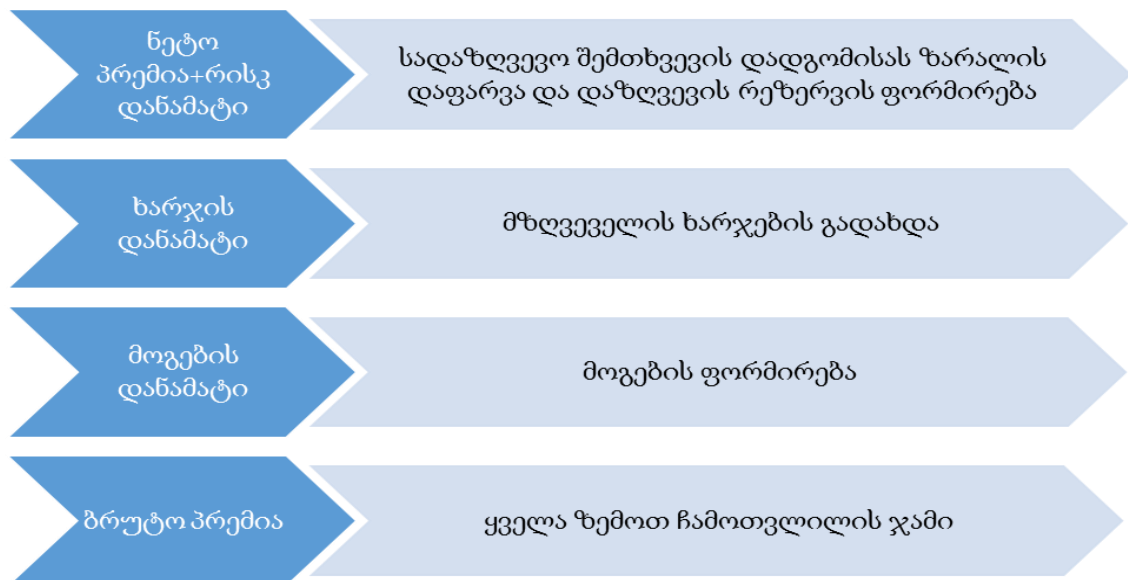 ნეტო
პრემია+რისკ
დანამატი
სადაზღვევო შემთხვევის დადგომისას ზარალის
დაფარვა და დაზღვევის რეზერვის ფორმირება
ხარჯის
დანამატი
მზღვეველის ხარჯების გადახდა
მოგების
დანამატი
მოგების ფორმირება
ბრუტო პრემია
ყველა ზემოთ ჩამოთვლილის ჯამი